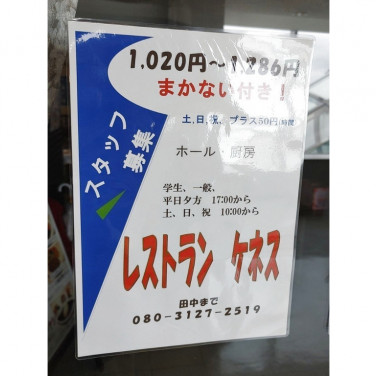 1,020円～1,286円
まかない付き！
土,日,祝、プラス50円/時間
スタッフ
募集
ホール・厨房
学生、一般、
平日夕方 17:00から
土、日、祝 10:00から
レストラン ケネス
田中まで
080-3127-2519